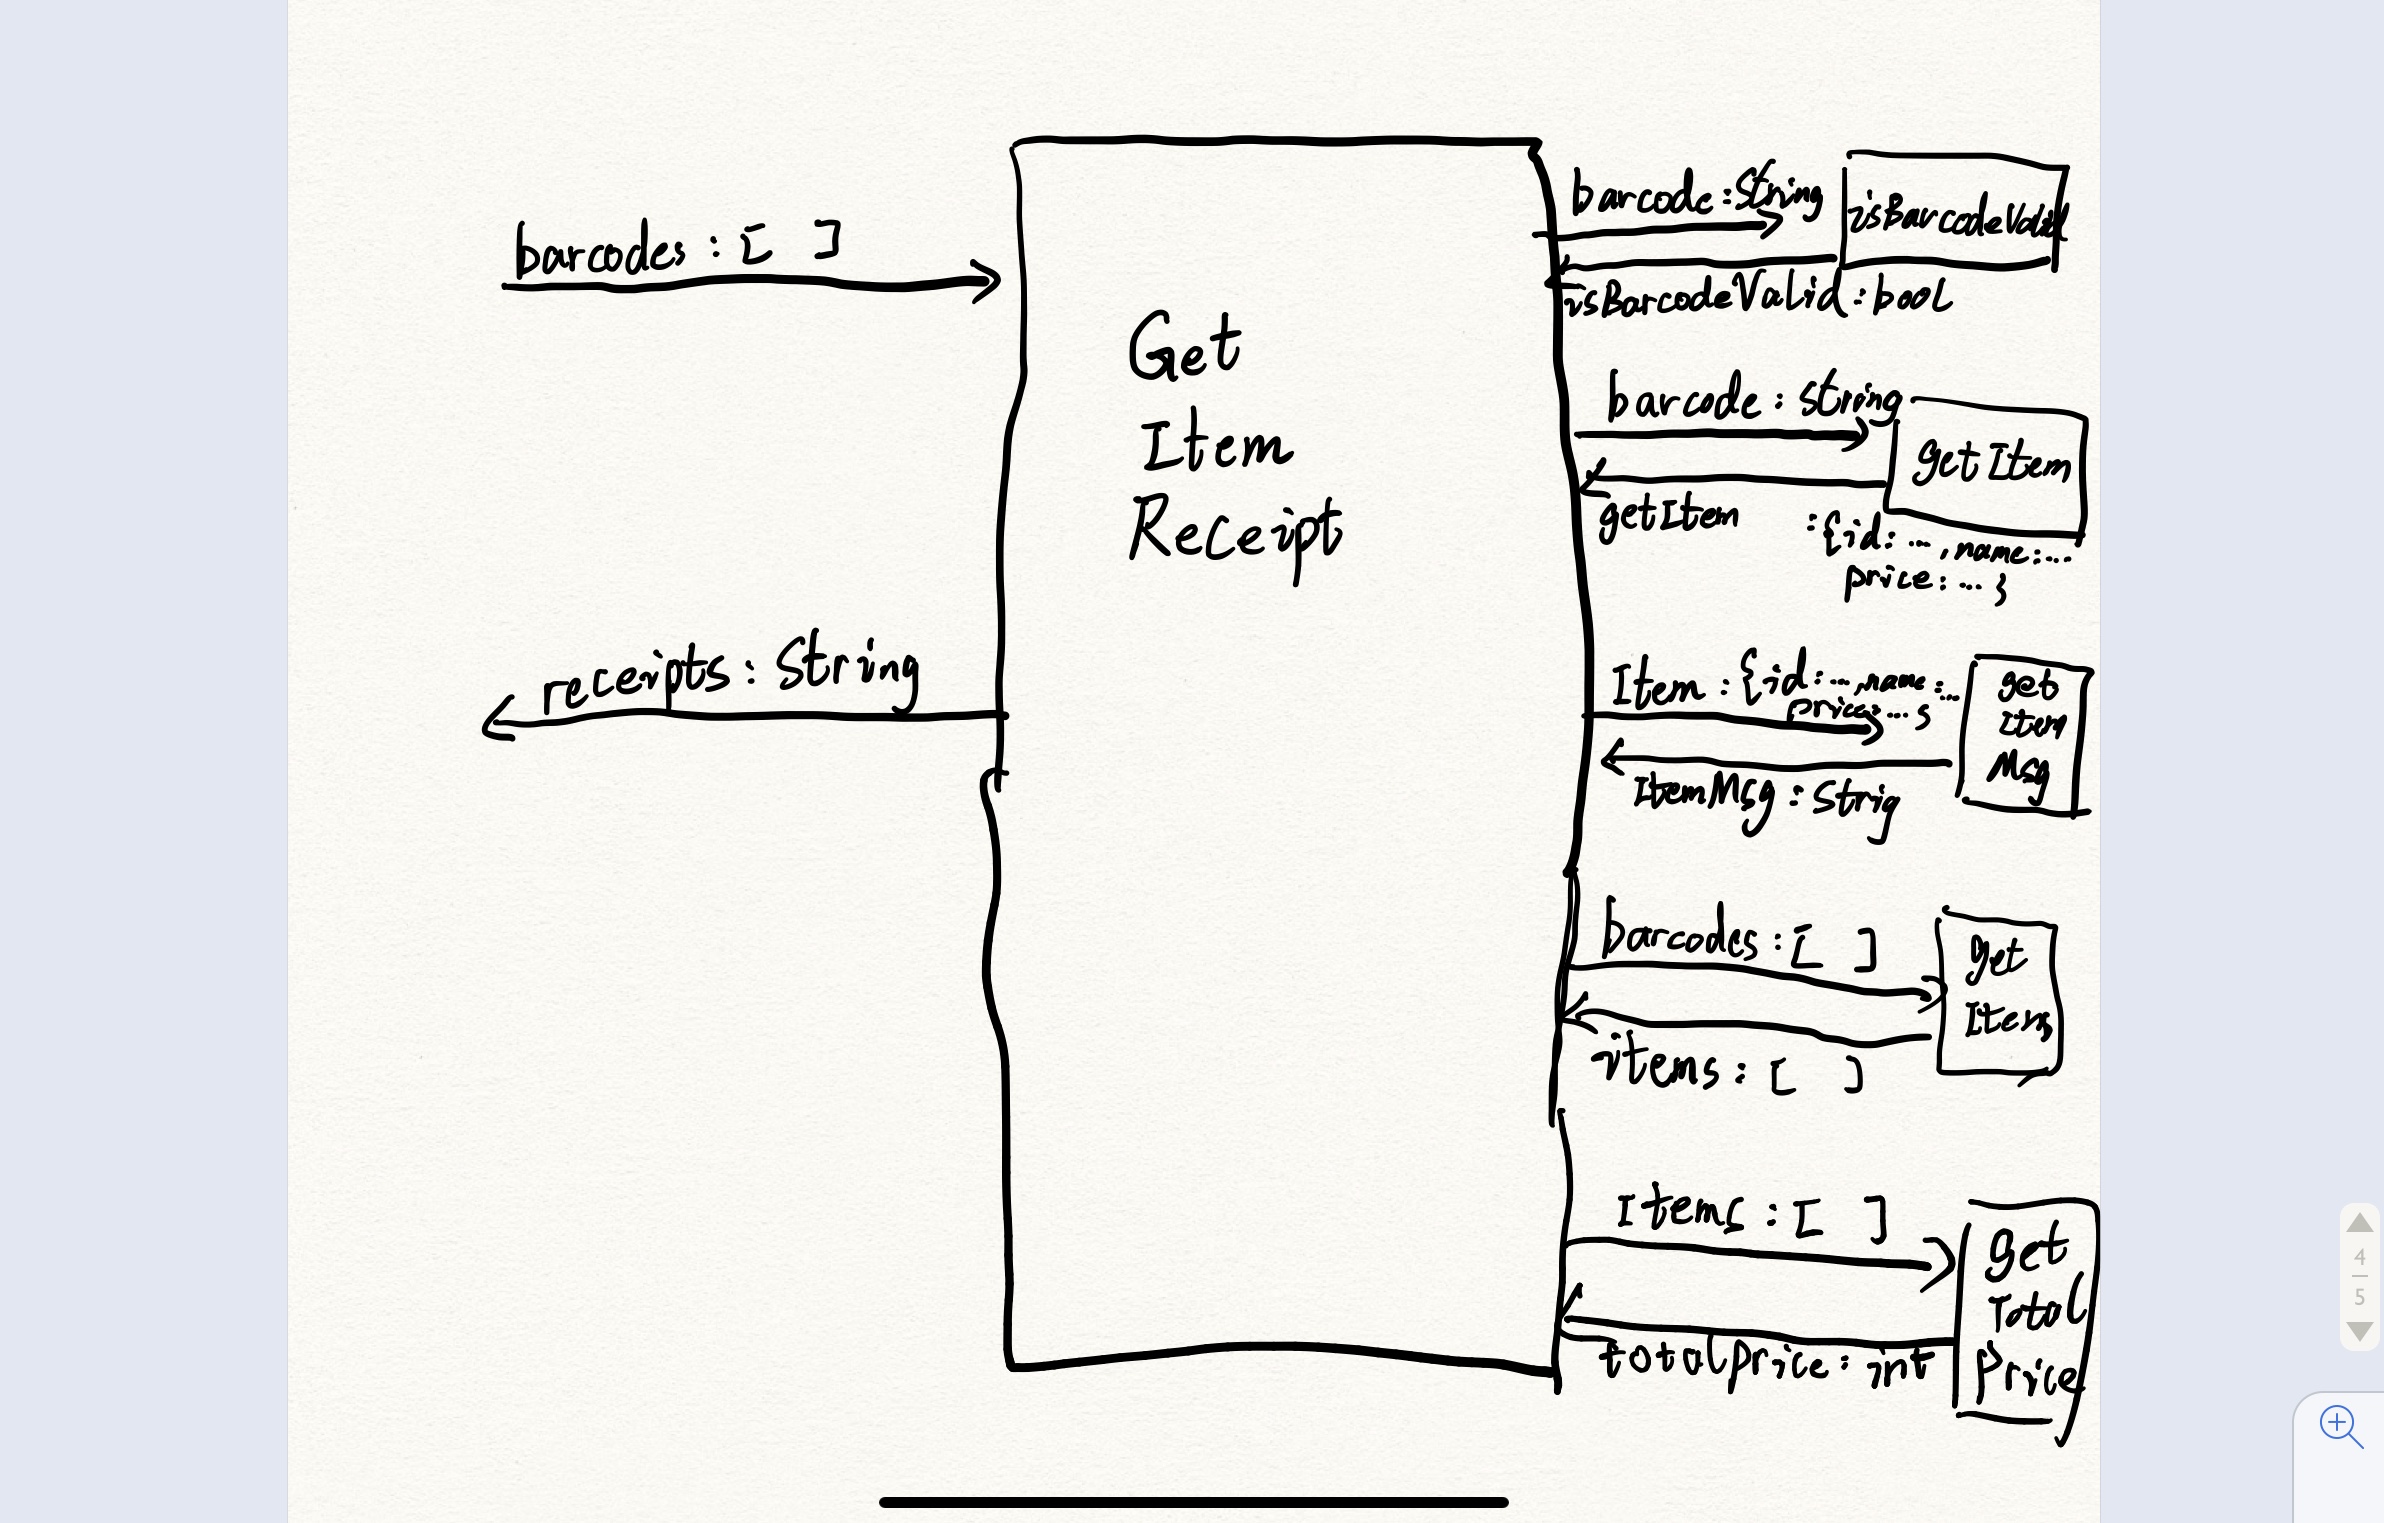 barcodes : [ ]
Get
Item
Receipt
receipts : String
barcode : String
isBarcodeValid
isBarcodeValid : bool
barcode : string
getItem
getItem : {id: ... , name: ...
price: ... }
Item : {id: ... , name: ...
price: ... }
get
Item
Msg
ItemMsg : Strig
barcodes : [ ]
get
Items
items : [ ]
Items : [ ]
get
Total
Price
totalprice : int
4
5